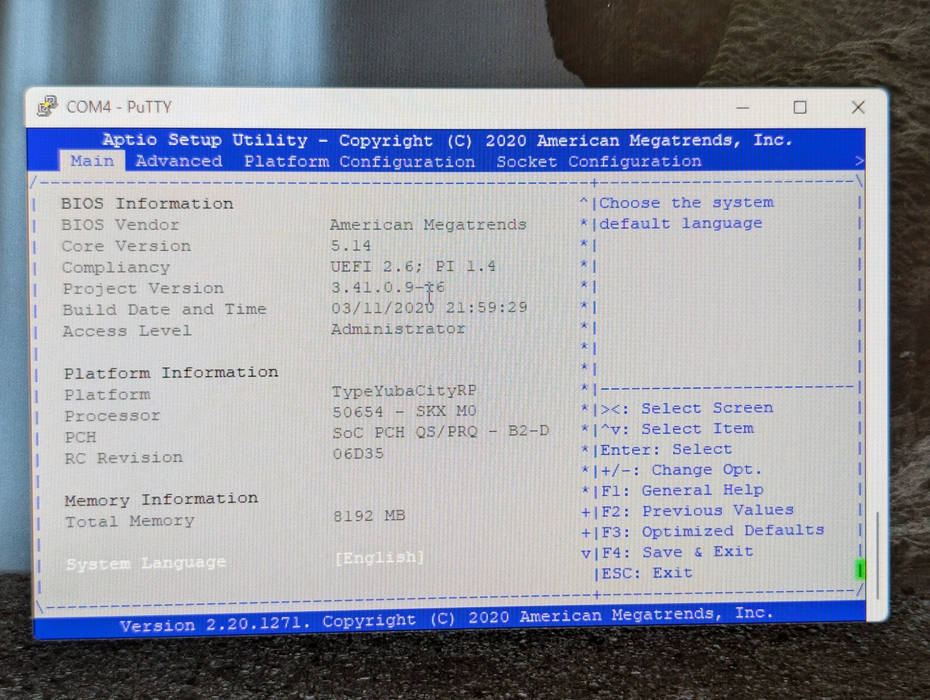 COM4 - PuTTY
Aptio Setup Utility - Copyright (C) 2020 American Megatrends, Inc.
Main Advanced Platform Configuration Socket Configuration >
BIOS Information
BIOS Vendor American Megatrends
Core Version 5.14
Compliancy UEFI 2.6; PI 1.4
Project Version 3.41.0.9-t6
Build Date and Time 03/11/2020 21:59:29
Access Level Administrator
Platform Information
Platform TypeYubaCityRP
Processor 50654 - SKX M0
PCH SoC PCH QS/PRQ - B2-D
RC Revision 06D35
Memory Information
Total Memory 8192 MB
System Language [English]
Choose the system
default language
><: Select Screen
^v: Select Item
Enter: Select
+/-: Change Opt.
F1: General Help
F2: Previous Values
F3: Optimized Defaults
F4: Save & Exit
ESC: Exit
Version 2.20.1271. Copyright (C) 2020 American Megatrends, Inc.